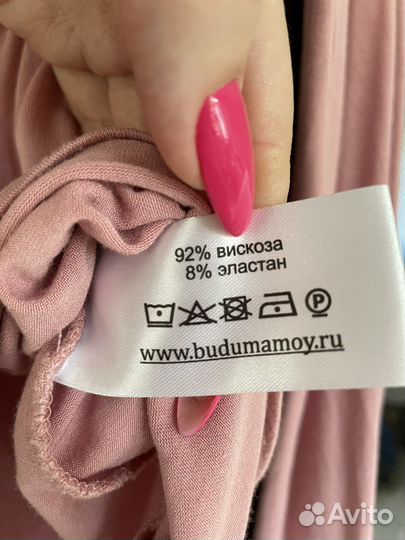 92% вискоза
8% эластан
P
www.budumamoy.ru
Avito